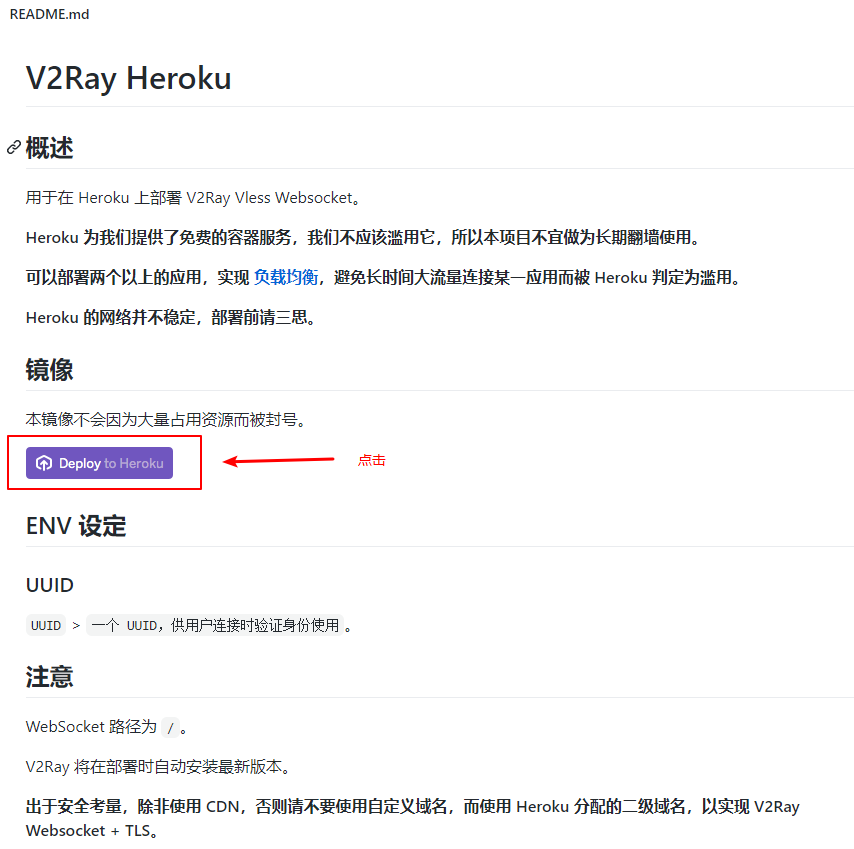 README.md
V2Ray Heroku
概述
用于在 Heroku 上部署 V2Ray Vless Websocket。
Heroku 为我们提供了免费的容器服务，我们不应该滥用它，所以本项目不宜做为长期翻墙使用。
可以部署两个以上的应用，实现 负载均衡，避免长时间大流量连接某一应用而被 Heroku 判定为滥用。
Heroku 的网络并不稳定，部署前请三思。
镜像
本镜像不会因为大量占用资源而被封号。
Deploy to Heroku
点击
ENV 设定
UUID
UUID > 一个 UUID，供用户连接时验证身份使用 。
注意
WebSocket 路径为 / 。
V2Ray 将在部署时自动安装最新版本。
出于安全考量，除非使用 CDN，否则请不要使用自定义域名，而使用 Heroku 分配的二级域名，以实现 V2Ray
Websocket + TLS。